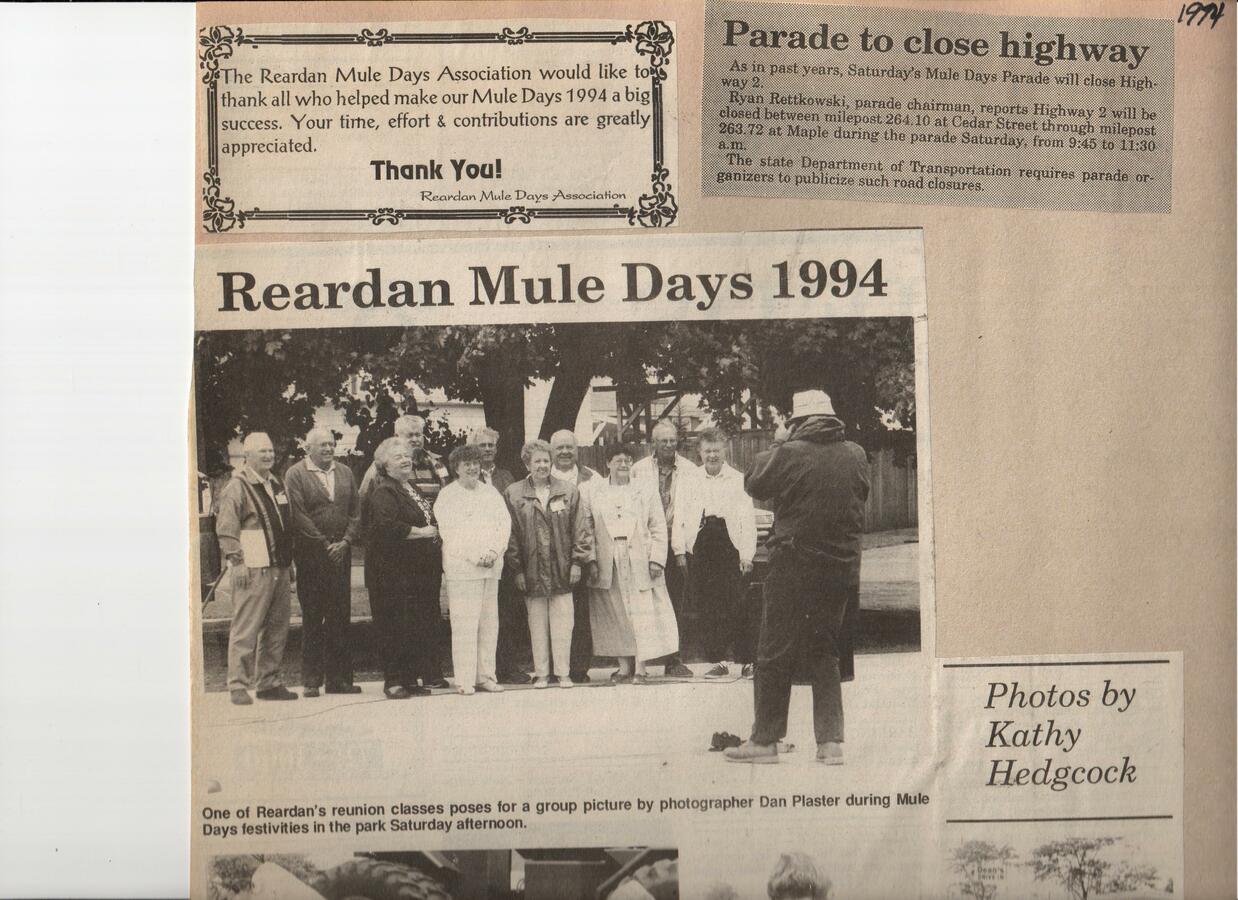 1994
The Reardan Mule Days Association would like to
thank all who helped make our Mule Days 1994 a big
success. Your time, effort & contributions are greatly
appreciated.
Thank You!
Reardan Mule Days Association
Parade to close highway
As in past years, Saturday's Mule Days Parade will close High-
way 2.
Ryan Rettkowski, parade chairman, reports Highway 2 will be
closed between milepost 264.10 at Cedar Street through milepost
263.72 at Maple during the parade Saturday, from 9:45 to 11:30
a.m.
The state Department of Transportation requires parade or-
ganizers to publicize such road closures.
Reardan Mule Days 1994
One of Reardan's reunion classes poses for a group picture by photographer Dan Plaster during Mule
Days festivities in the park Saturday afternoon.
Photos by
Kathy
Hedgcock
Dean's
DRIVE IN